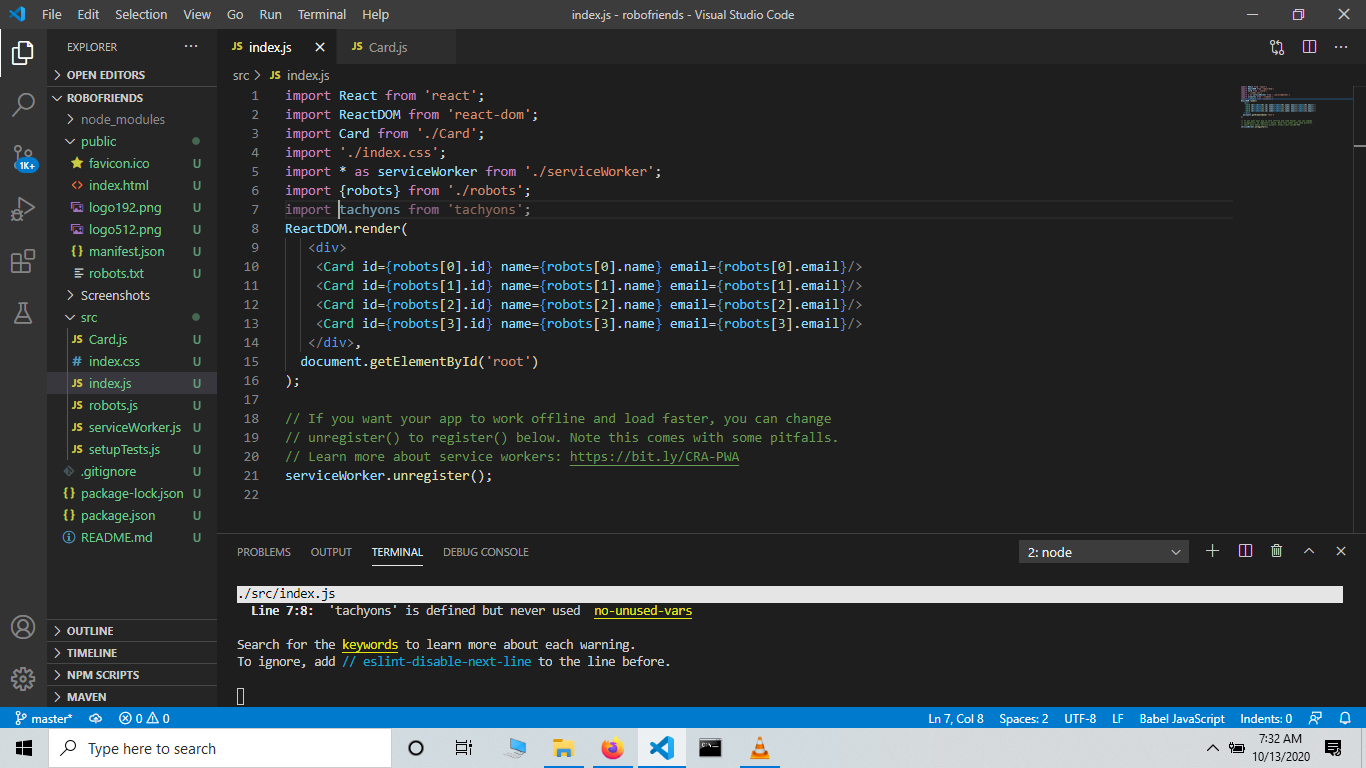 File Edit Selection View Go Run Terminal Help
index.js - robofriends - Visual Studio Code
EXPLORER
OPEN EDITORS
ROBOFRIENDS
node_modules
public
favicon.ico U
index.html U
logo192.png U
logo512.png U
manifest.json U
robots.txt U
Screenshots
src
Card.js U
index.css U
index.js U
robots.js U
serviceWorker.js U
setupTests.js U
.gitignore U
package-lock.json U
package.json U
README.md U
OUTLINE
TIMELINE
NPM SCRIPTS
MAVEN
1K+
JS index.js
JS Card.js
src > JS index.js
1 import React from 'react';
2 import ReactDOM from 'react-dom';
3 import Card from './Card';
4 import './index.css';
5 import * as serviceWorker from './serviceWorker';
6 import {robots} from './robots';
7 import tachyons from 'tachyons';
8 ReactDOM.render(
9 <div>
10 <Card id={robots[0].id} name={robots[0].name} email={robots[0].email}/>
11 <Card id={robots[1].id} name={robots[1].name} email={robots[1].email}/>
12 <Card id={robots[2].id} name={robots[2].name} email={robots[2].email}/>
13 <Card id={robots[3].id} name={robots[3].name} email={robots[3].email}/>
14 </div>,
15 document.getElementById('root')
16 );
17
18 // If you want your app to work offline and load faster, you can change
19 // unregister() to register() below. Note this comes with some pitfalls.
20 // Learn more about service workers: https://bit.ly/CRA-PWA
21 serviceWorker.unregister();
22
PROBLEMS OUTPUT TERMINAL DEBUG CONSOLE
2: node
./src/index.js
Line 7:8: 'tachyons' is defined but never used no-unused-vars
Search for the keywords to learn more about each warning.
To ignore, add // eslint-disable-next-line to the line before.
master* 0 0
Ln 7, Col 8 Spaces: 2 UTF-8 LF Babel JavaScript Indents: 0
Type here to search
7:32 AM
10/13/2020